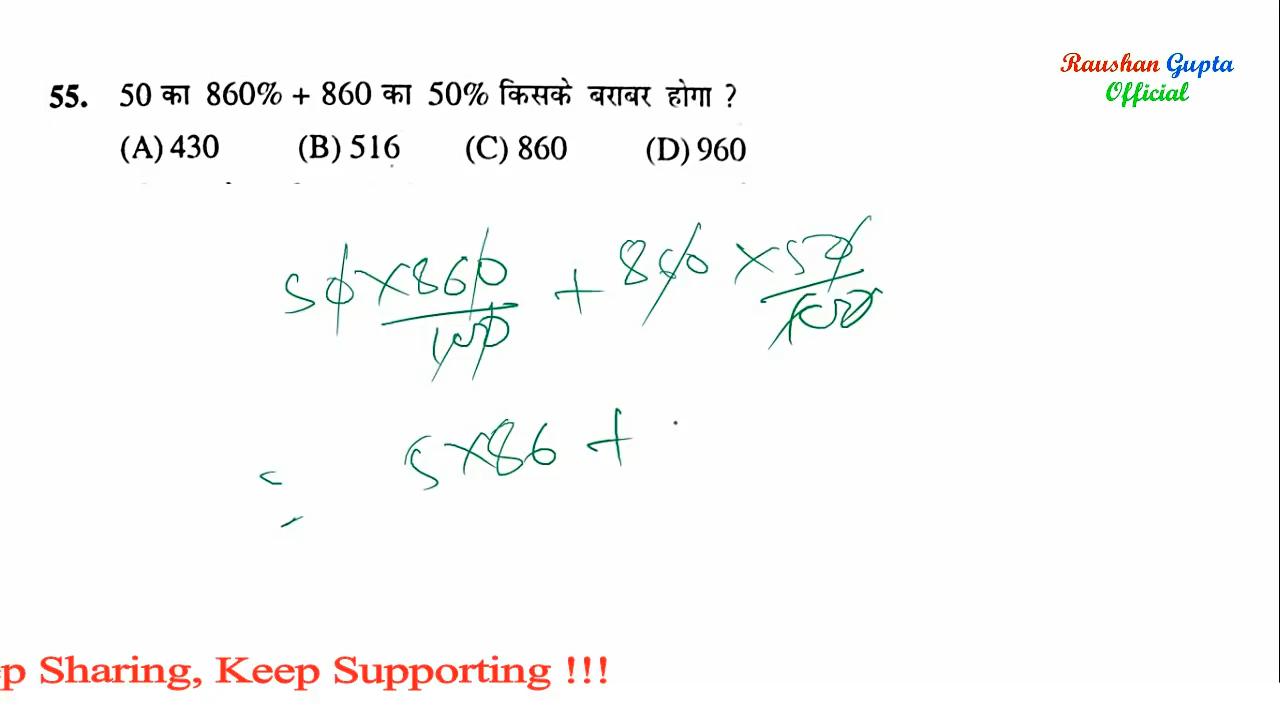 Raushan Gupta
Official
55. 50 का 860% + 860 का 50% किसके बराबर होगा ?
(A) 430 (B) 516 (C) 860 (D) 960
50 × 860/100 + 860 × 50/100
= 5 × 86 +
p Sharing, Keep Supporting !!!